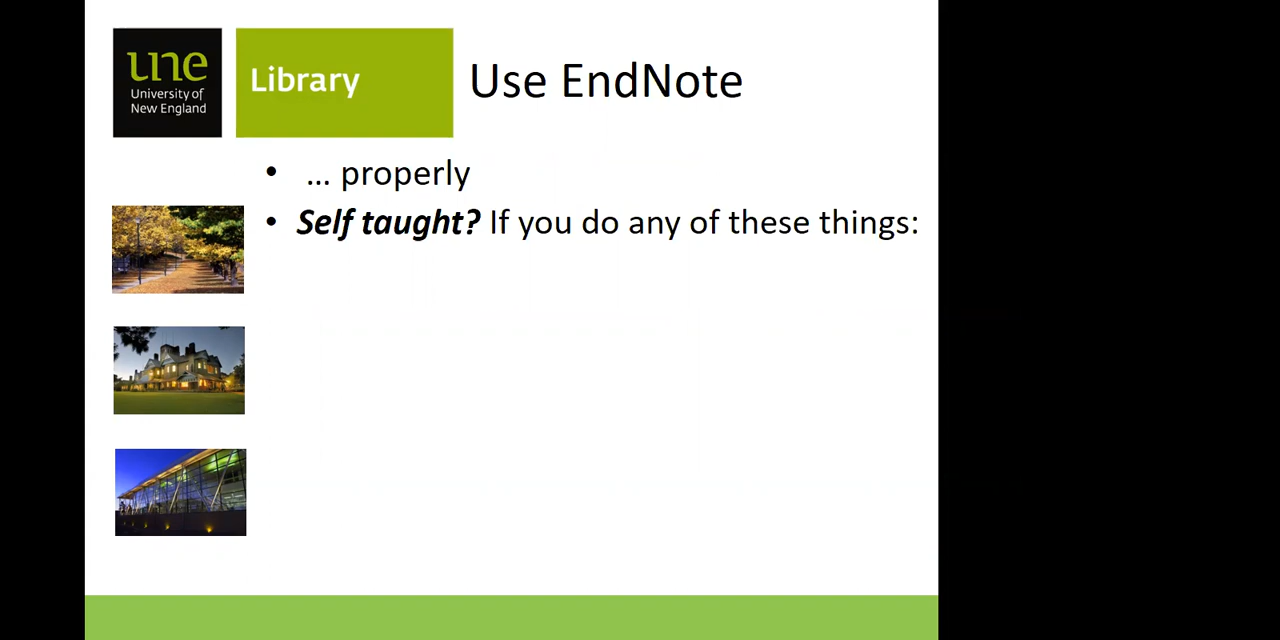 une
University of
New England
Library
Use EndNote
• … properly
• Self taught? If you do any of these things: